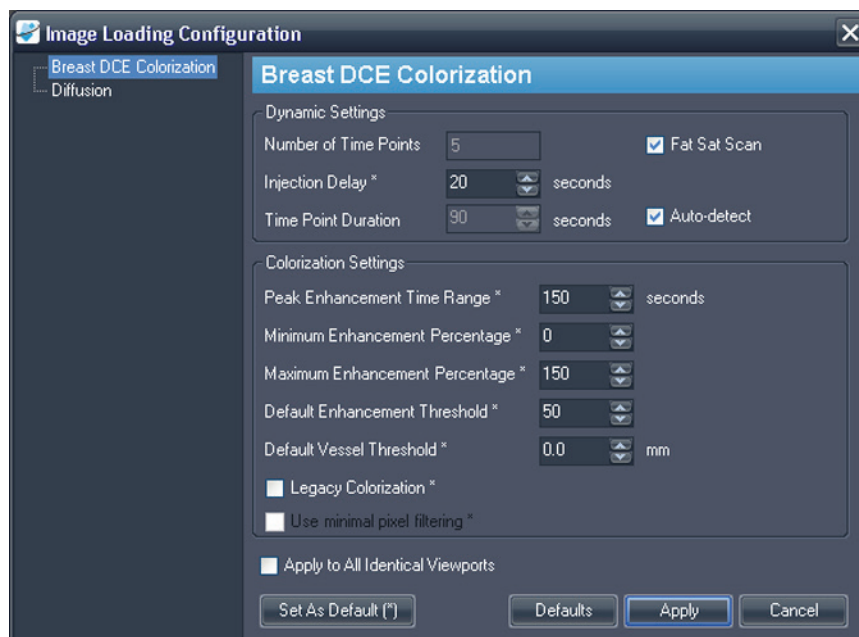 Image Loading Configuration
Breast DCE Colorization
Diffusion
Breast DCE Colorization
Dynamic Settings
Number of Time Points 5 Fat Sat Scan
Injection Delay * 20 seconds
Time Point Duration 90 seconds Auto-detect
Colorization Settings
Peak Enhancement Time Range * 150 seconds
Minimum Enhancement Percentage * 0
Maximum Enhancement Percentage * 150
Default Enhancement Threshold * 50
Default Vessel Threshold * 0.0 mm
Legacy Colorization *
Use minimal pixel filtering *
Apply to All Identical Viewports
Set As Default (*) Defaults Apply Cancel